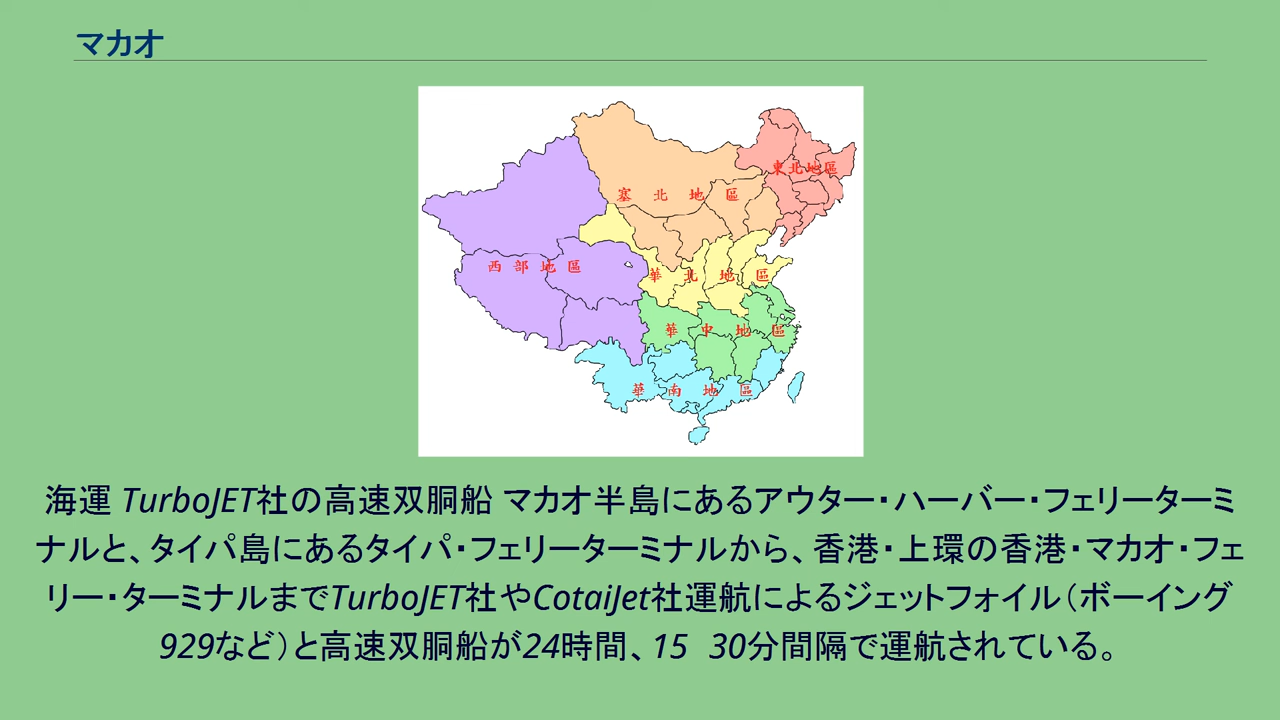 マカオ
東北地區
塞北地區
西部地區
華北地區
華中地區
華南地區
海運 TurboJET社の高速双胴船 マカオ半島にあるアウター・ハーバー・フェリーターミ
ナルと、タイパ島にあるタイパ・フェリーターミナルから、香港・上環の香港・マカオ・フェ
リー・ターミナルまでTurboJET社やCotaiJet社運航によるジェットフォイル（ボーイング
929など）と高速双胴船が24時間、15 30分間隔で運航されている。